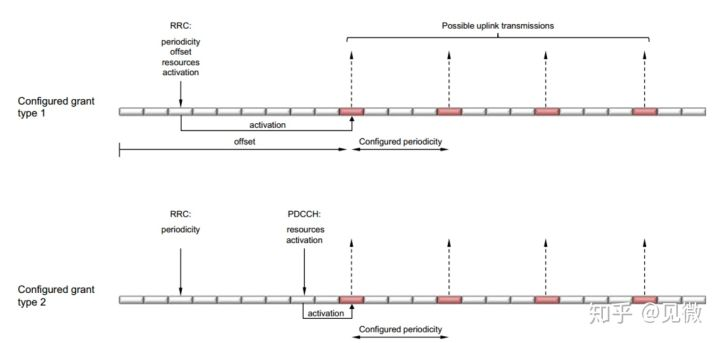 RRC:
periodicity
offset
resources
activation
Possible uplink transmissions
Configured grant
type 1
activation
offset
Configured periodicity
RRC:
periodicity
PDCCH:
resources
activation
Configured grant
type 2
activation
Configured periodicity
知乎 @见微